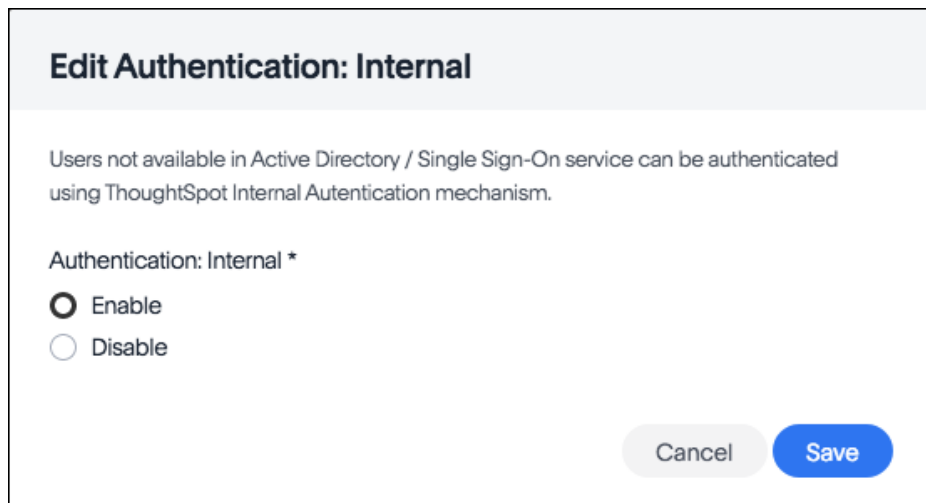 Edit Authentication: Internal
Users not available in Active Directory / Single Sign-On service can be authenticated
using ThoughtSpot Internal Autentication mechanism.
Authentication: Internal *
Enable
Disable
Cancel Save